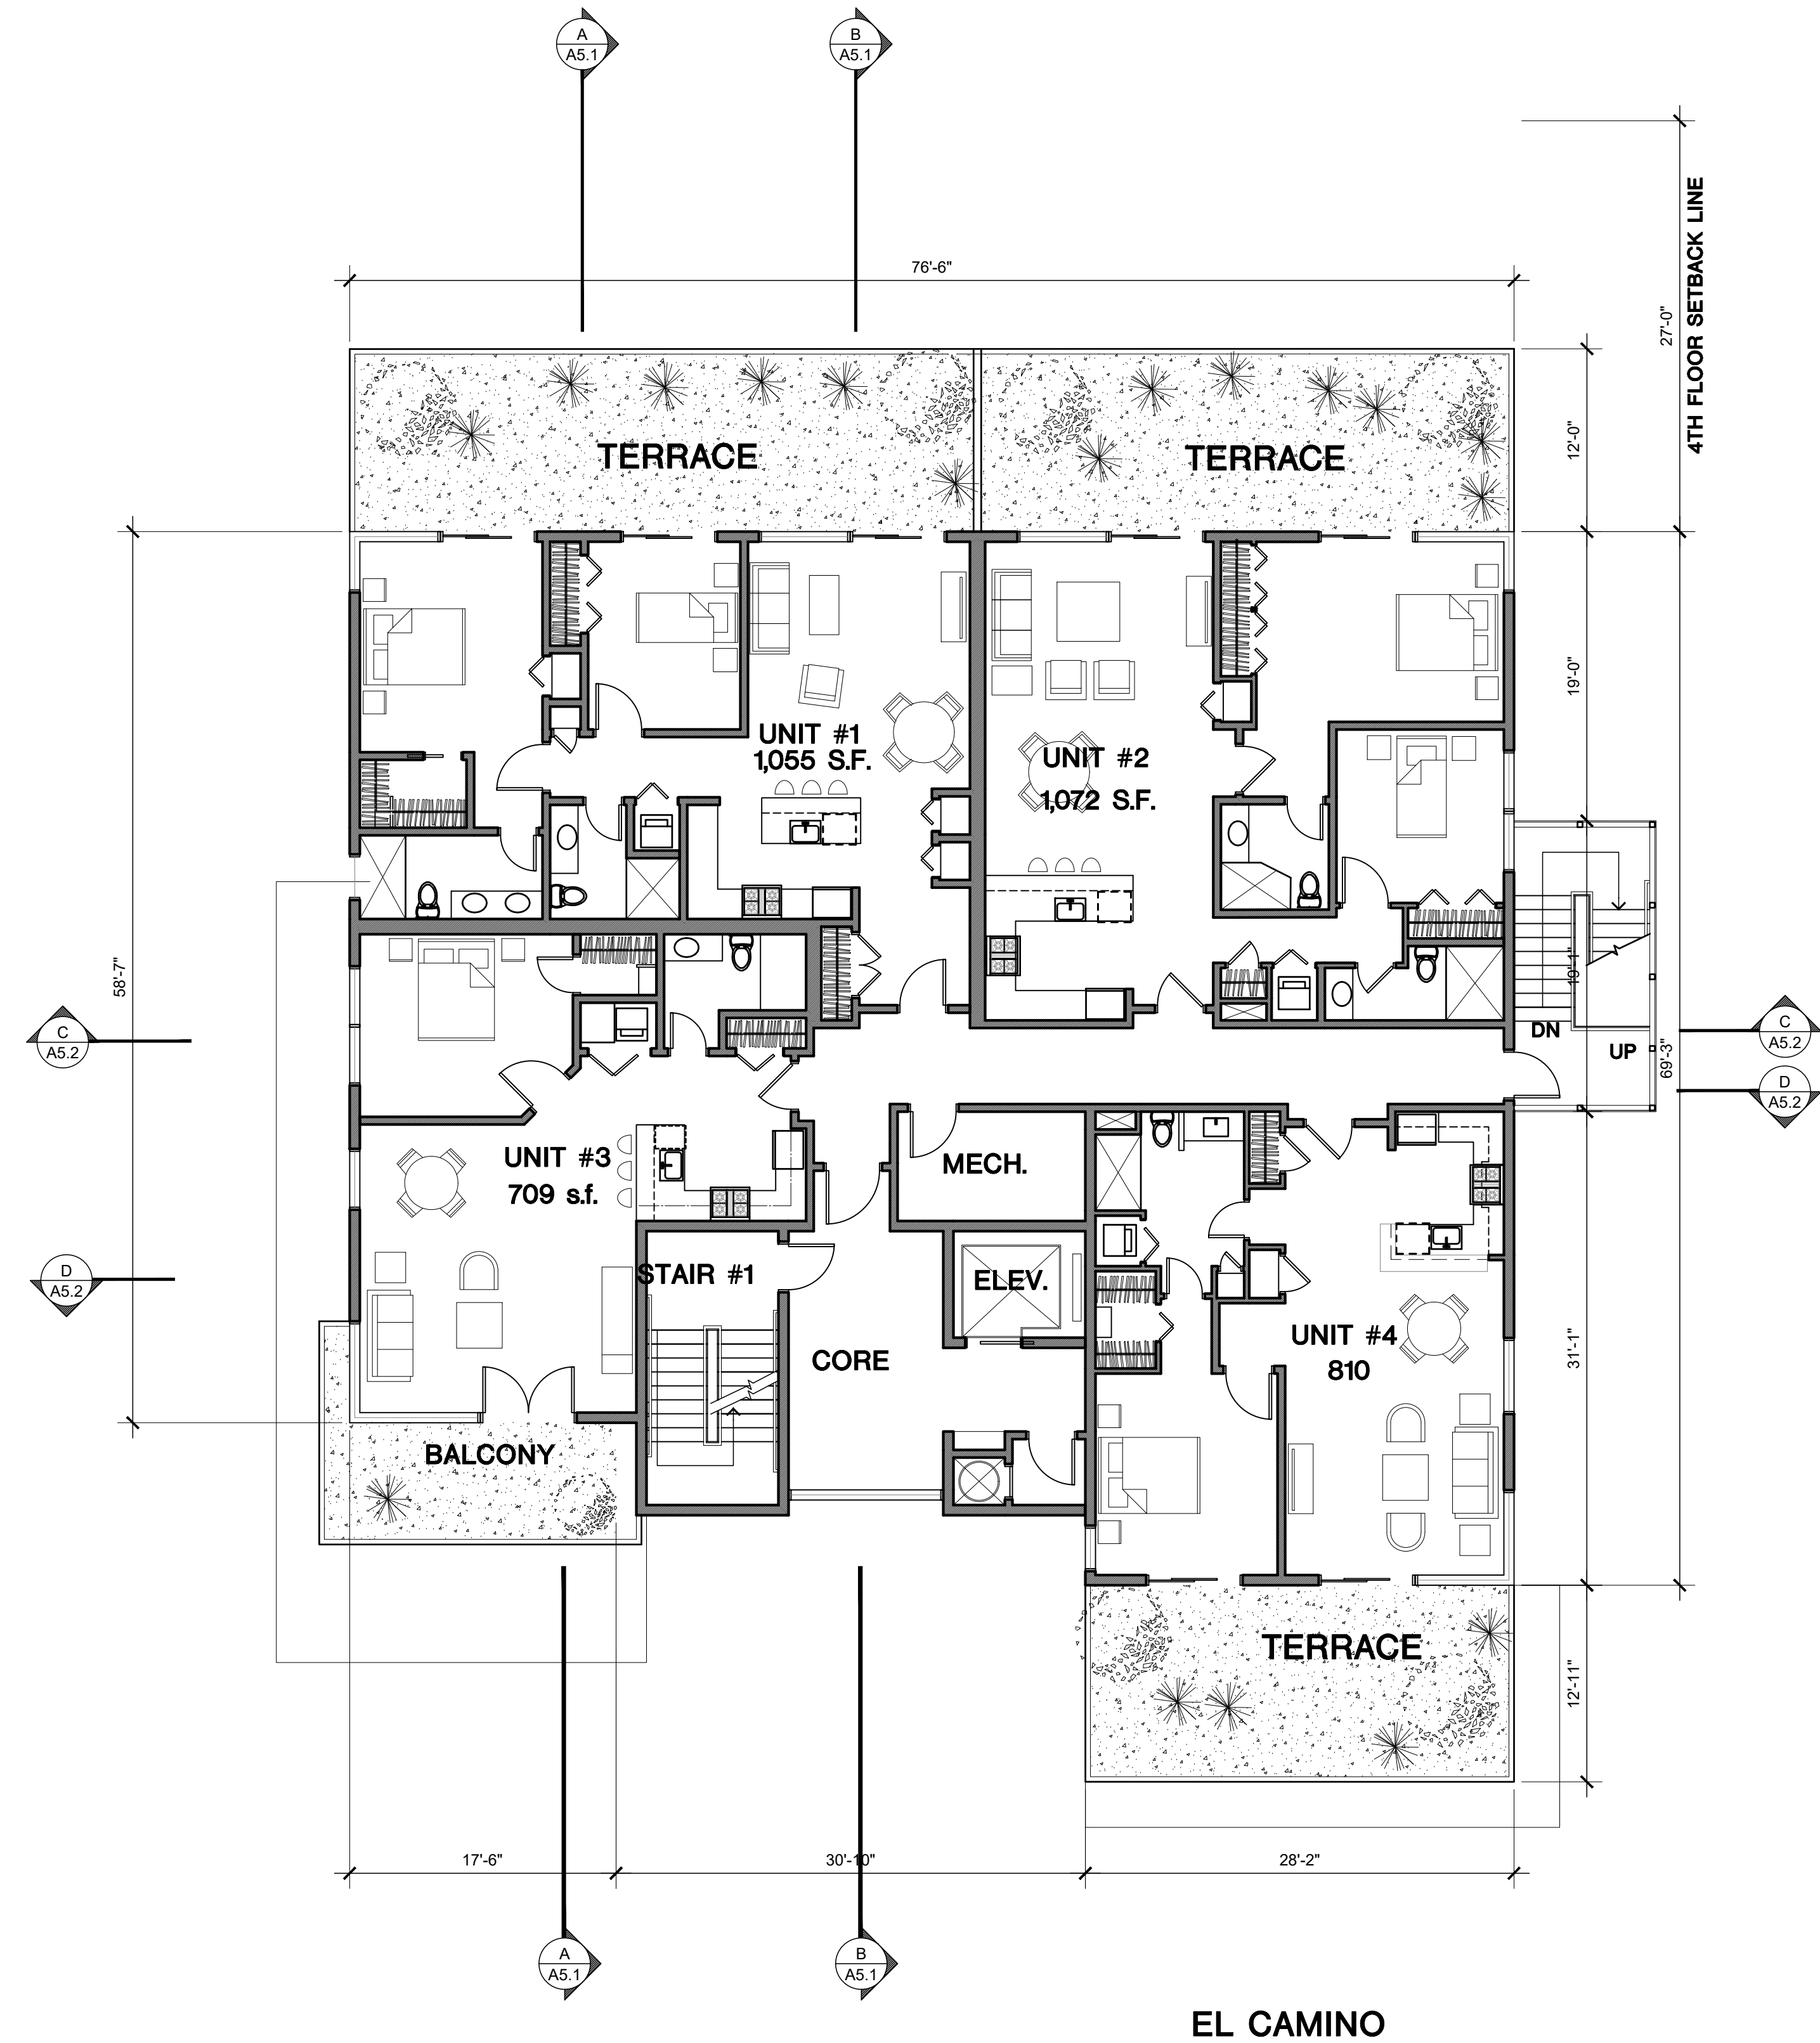 A
A5.1
B
A5.1
4TH FLOOR SETBACK LINE
27'-0"
76'-6"
12'-0"
TERRACE
TERRACE
19'-0"
UNIT #1
1,055 S.F.
UNIT #2
1,072 S.F.
58'-7"
19'-1"
C
A5.2
C
A5.2
DN
UP
69'-3"
D
A5.2
UNIT #3
709 s.f.
MECH.
D
A5.2
STAIR #1
ELEV.
CORE
UNIT #4
810
31'-1"
BALCONY
TERRACE
12'-11"
17'-6"
30'-10"
28'-2"
A
A5.1
B
A5.1
EL CAMINO